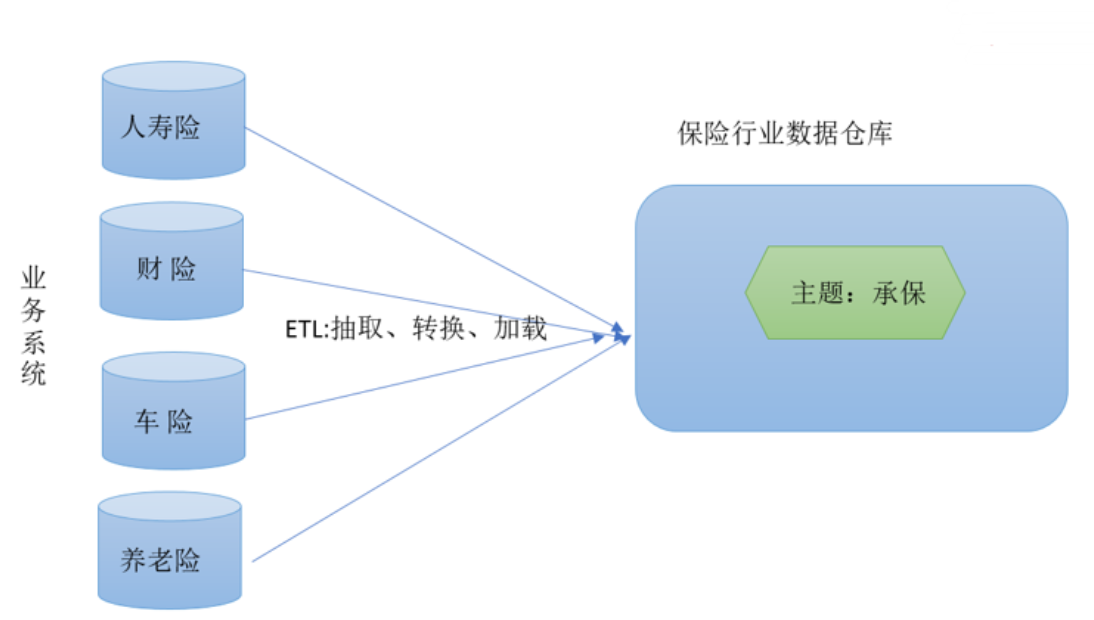 人寿险
保险行业数据仓库
财 险
业务系统
主题：承保
ETL:抽取、转换、加载
车 险
养老险